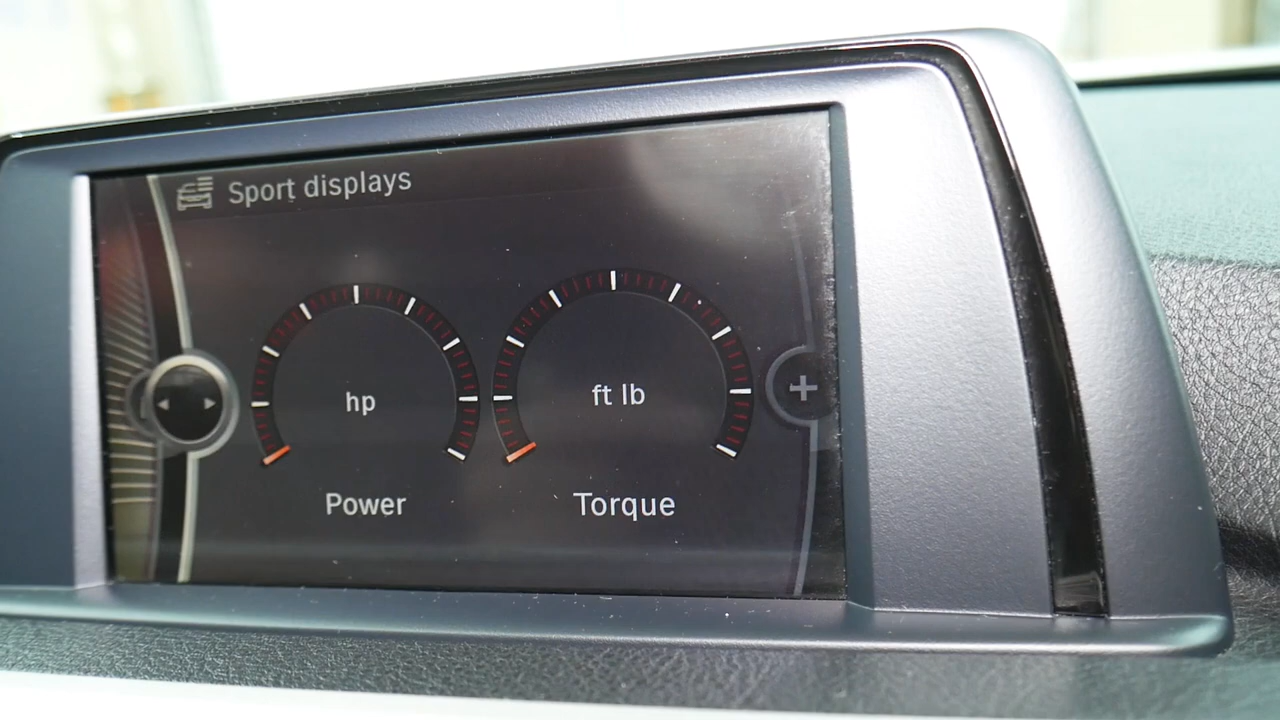 Sport displays
hp
ft lb
+
Power
Torque